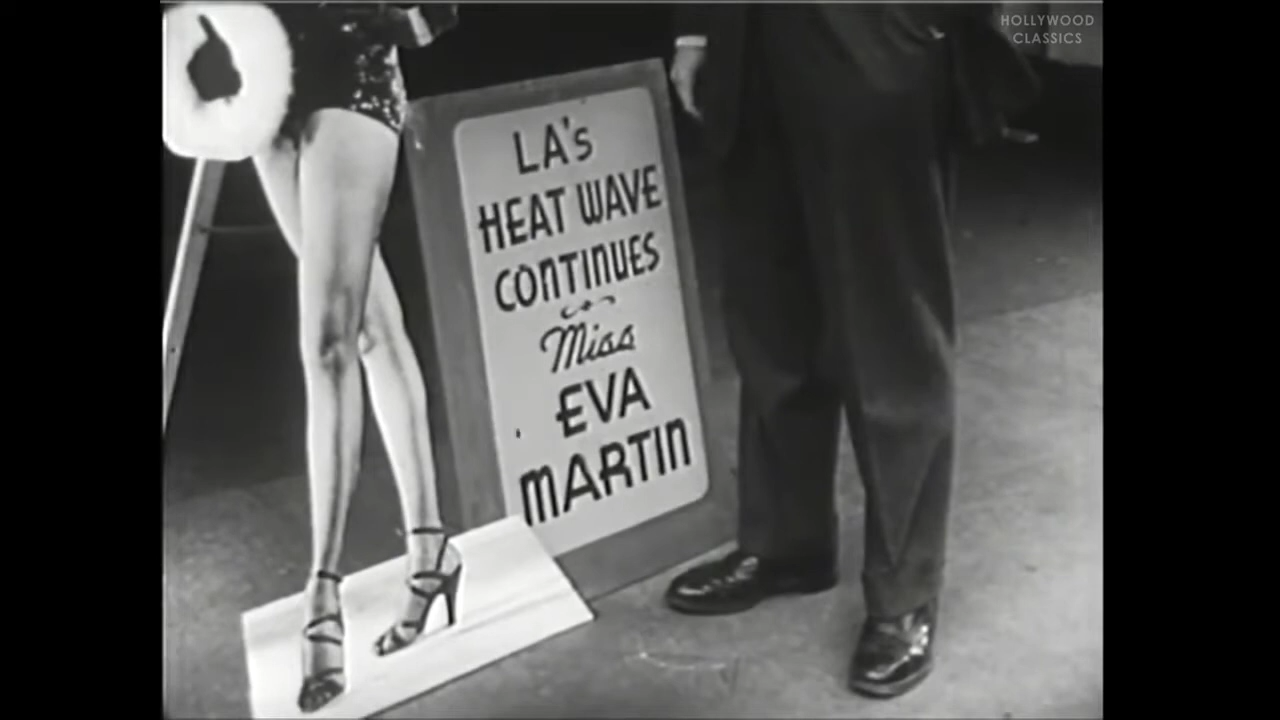 HOLLYWOOD
CLASSICS
LA's
HEAT WAVE
CONTINUES
Miss
EVA
MARTIN